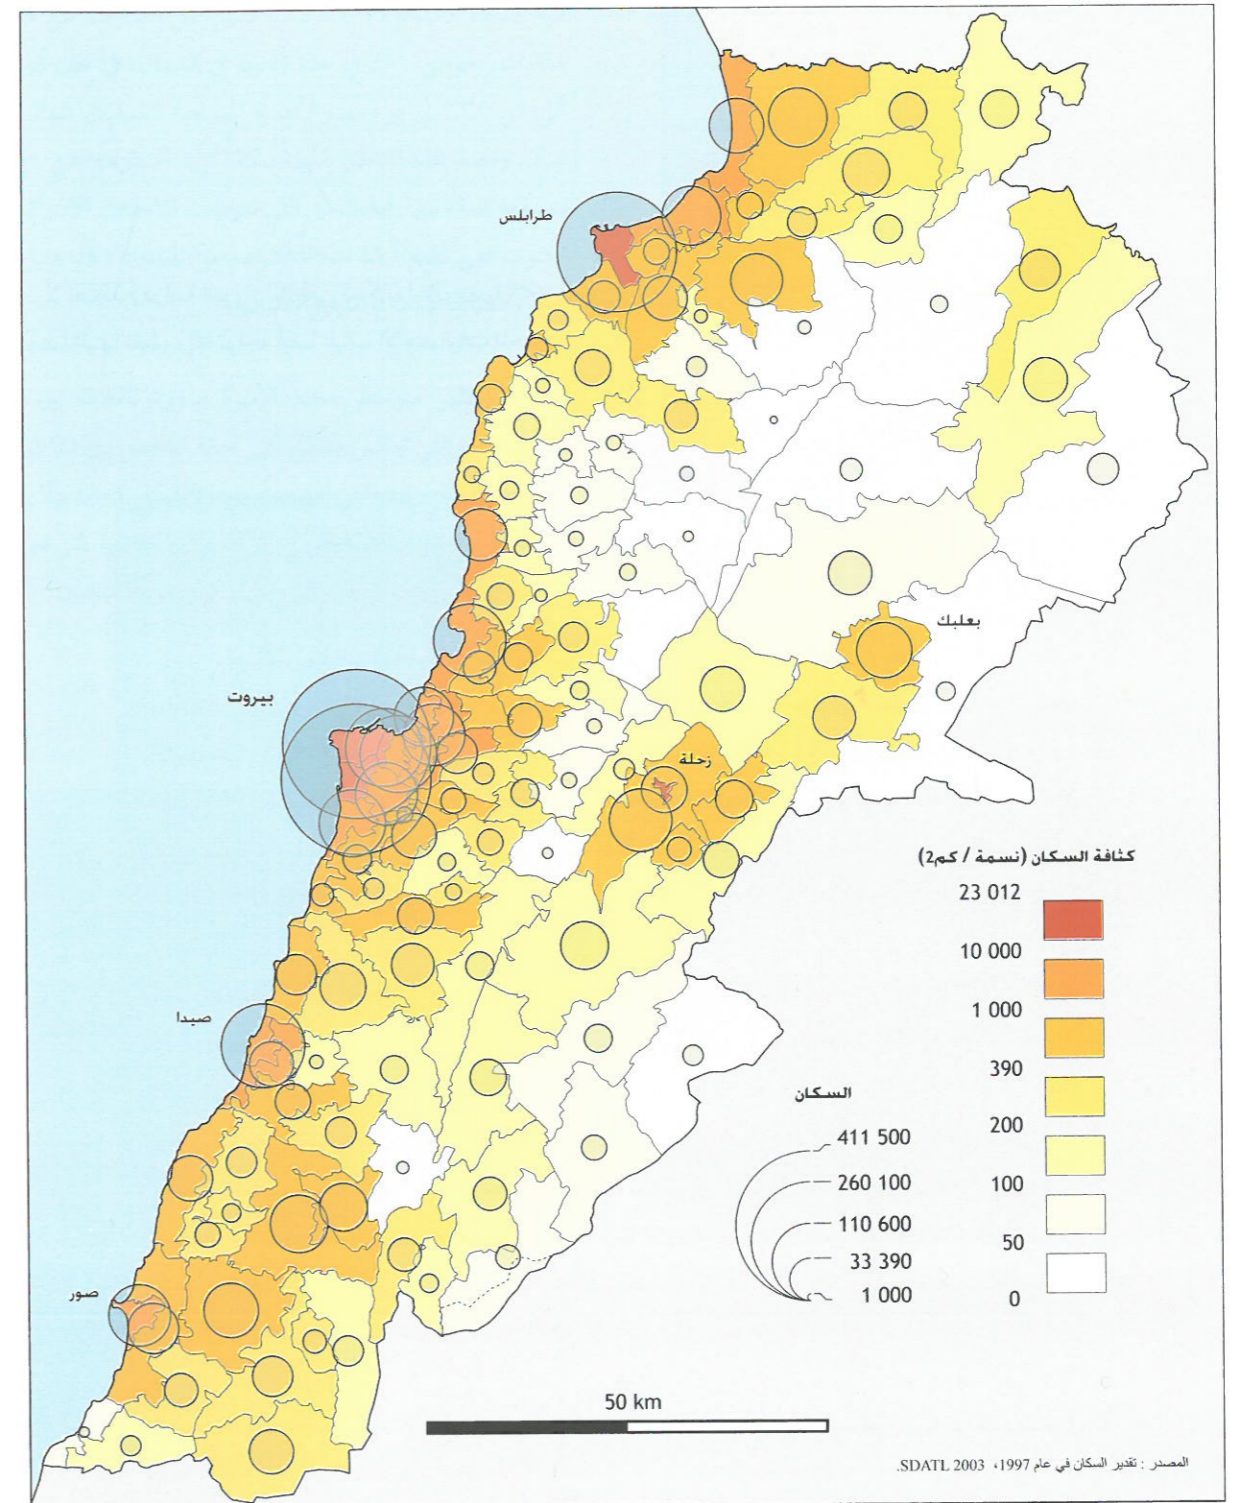 طرابلس
بعلبك
بيروت
زحلة
صيدا
صور
كثافة السكان (نسمة / كم2)
23 012
10 000
1 000
390
200
100
50
0
السكان
411 500
260 100
110 600
33 390
1 000
50 km
المصدر : تقدير السكان في عام 1997، SDATL 2003.